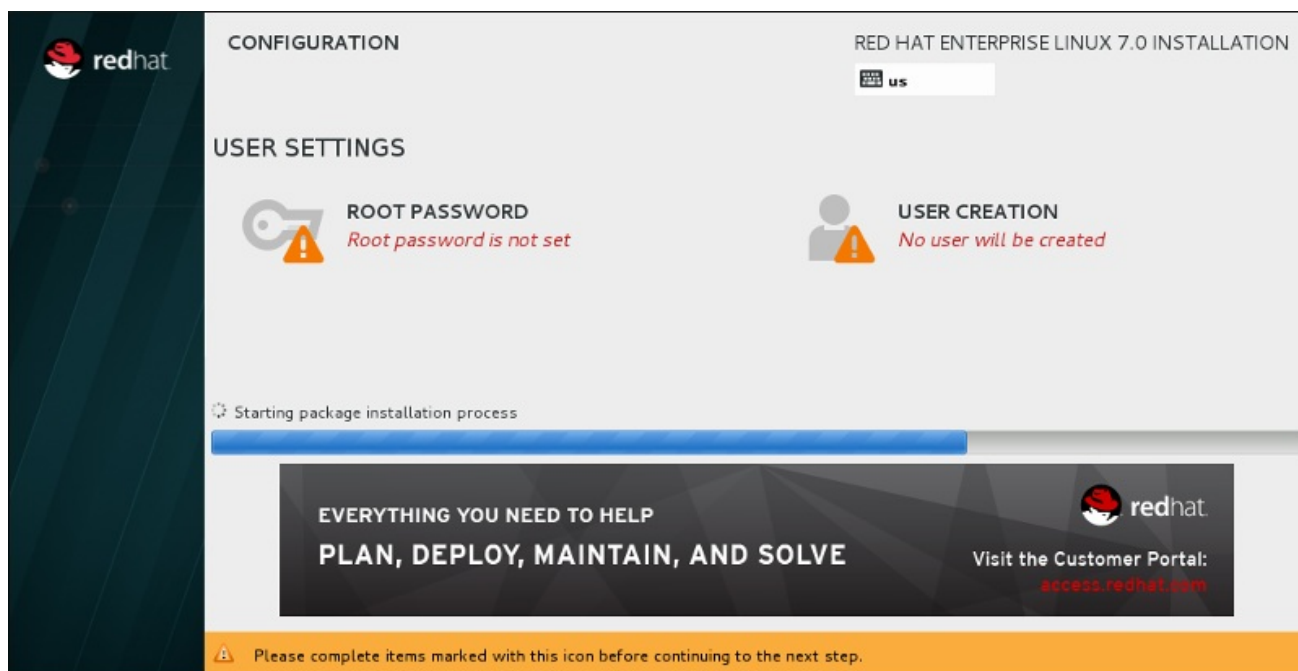 redhat.
CONFIGURATION
RED HAT ENTERPRISE LINUX 7.0 INSTALLATION
us
USER SETTINGS
ROOT PASSWORD
Root password is not set
USER CREATION
No user will be created
Starting package installation process
EVERYTHING YOU NEED TO HELP
PLAN, DEPLOY, MAINTAIN, AND SOLVE
redhat.
Visit the Customer Portal:
access.redhat.com
Please complete items marked with this icon before continuing to the next step.